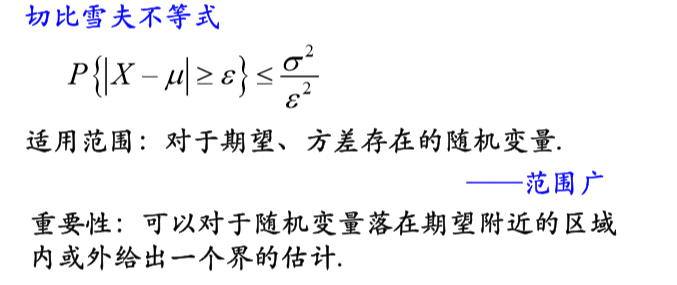 切比雪夫不等式
P{|X − μ| ≥ ε} ≤ σ²/ε²
适用范围：对于期望、方差存在的随机变量.
——范围广
重要性：可以对于随机变量落在期望附近的区域
内或外给出一个界的估计.